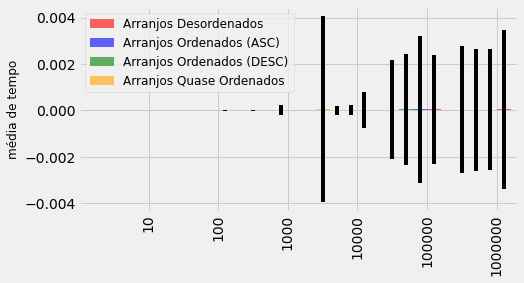 0.004
0.002
0.000
-0.002
-0.004
média de tempo
Arranjos Desordenados
Arranjos Ordenados (ASC)
Arranjos Ordenados (DESC)
Arranjos Quase Ordenados
10
100
1000
10000
100000
1000000